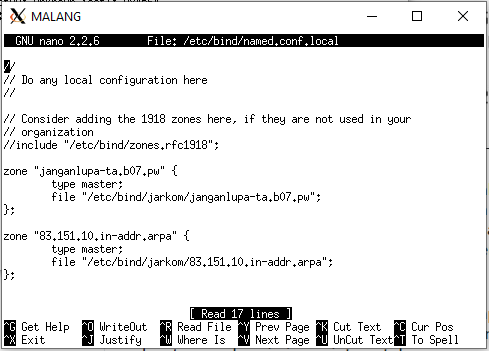 MALANG
GNU nano 2.2.6 File: /etc/bind/named.conf.local
//
// Do any local configuration here
//
// Consider adding the 1918 zones here, if they are not used in your
// organization
//include "/etc/bind/zones.rfc1918";
zone "janganlupa-ta.b07.pw" {
type master;
file "/etc/bind/jarkom/janganlupa-ta.b07.pw";
};
zone "83.151.10.in-addr.arpa" {
type master;
file "/etc/bind/jarkom/83.151.10.in-addr.arpa";
};
[ Read 17 lines ]
^G Get Help ^O WriteOut ^R Read File ^Y Prev Page ^K Cut Text ^C Cur Pos
^X Exit ^J Justify ^W Where Is ^V Next Page ^U UnCut Text ^T To Spell